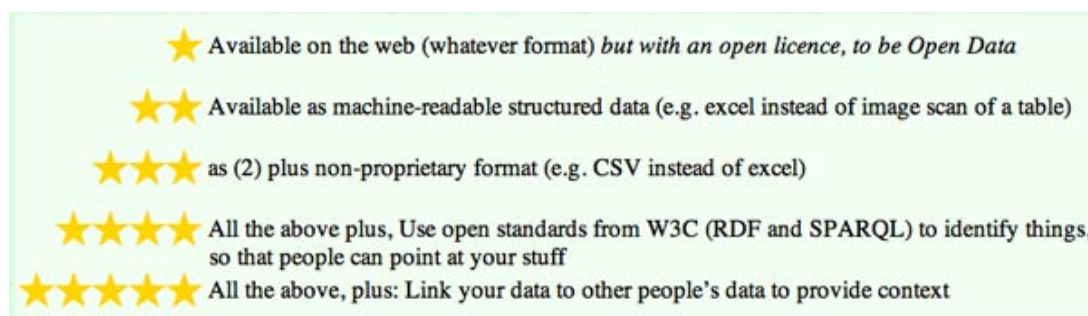 Available on the web (whatever format) but with an open licence, to be Open Data
Available as machine-readable structured data (e.g. excel instead of image scan of a table)
as (2) plus non-proprietary format (e.g. CSV instead of excel)
All the above plus, Use open standards from W3C (RDF and SPARQL) to identify things,
so that people can point at your stuff
All the above, plus: Link your data to other people’s data to provide context